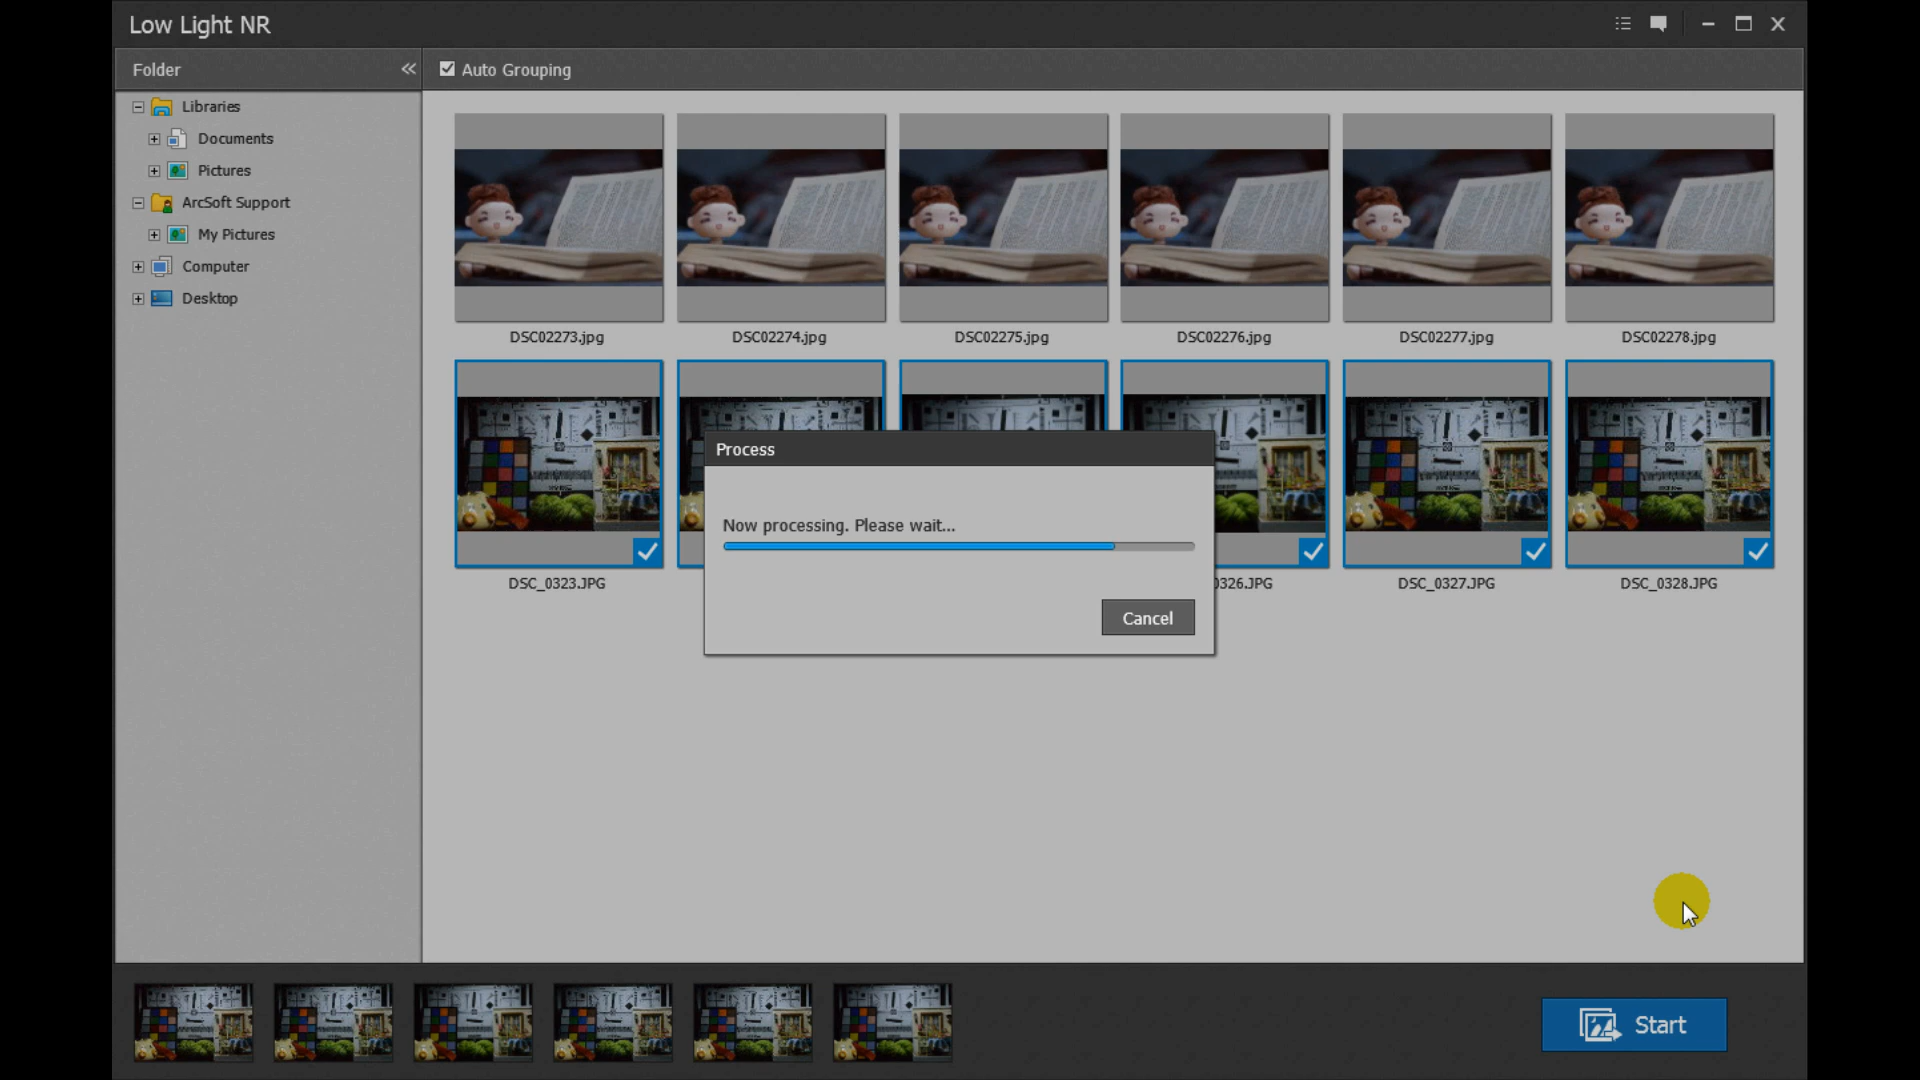 Low Light NR
Folder
Auto Grouping
Libraries
Documents
Pictures
ArcSoft Support
My Pictures
Computer
Desktop
DSC02273.jpg
DSC02274.jpg
DSC02275.jpg
DSC02276.jpg
DSC02277.jpg
DSC02278.jpg
Process
Now processing. Please wait...
Cancel
DSC_0323.JPG
0326.JPG
DSC_0327.JPG
DSC_0328.JPG
Start